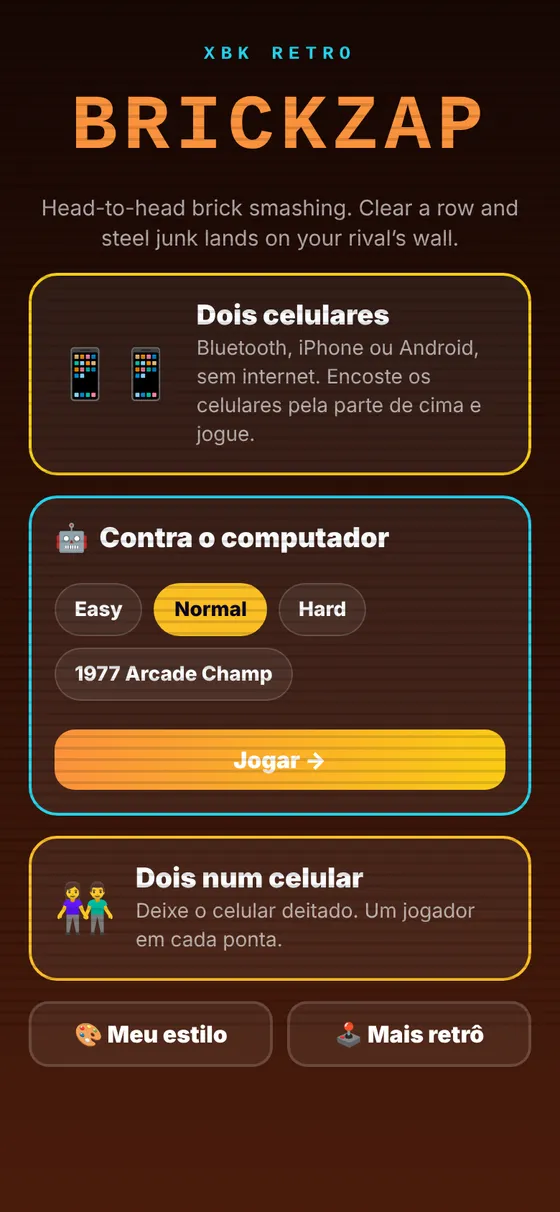 XBK RETRO
BRICKZAP
Head-to-head brick smashing. Clear a row and
steel junk lands on your rival’s wall.
Dois celulares
Bluetooth, iPhone ou Android,
sem internet. Encoste os
celulares pela parte de cima e
jogue.
Contra o computador
Easy
Normal
Hard
1977 Arcade Champ
Jogar →
Dois num celular
Deixe o celular deitado. Um jogador
em cada ponta.
Meu estilo
Mais retrô